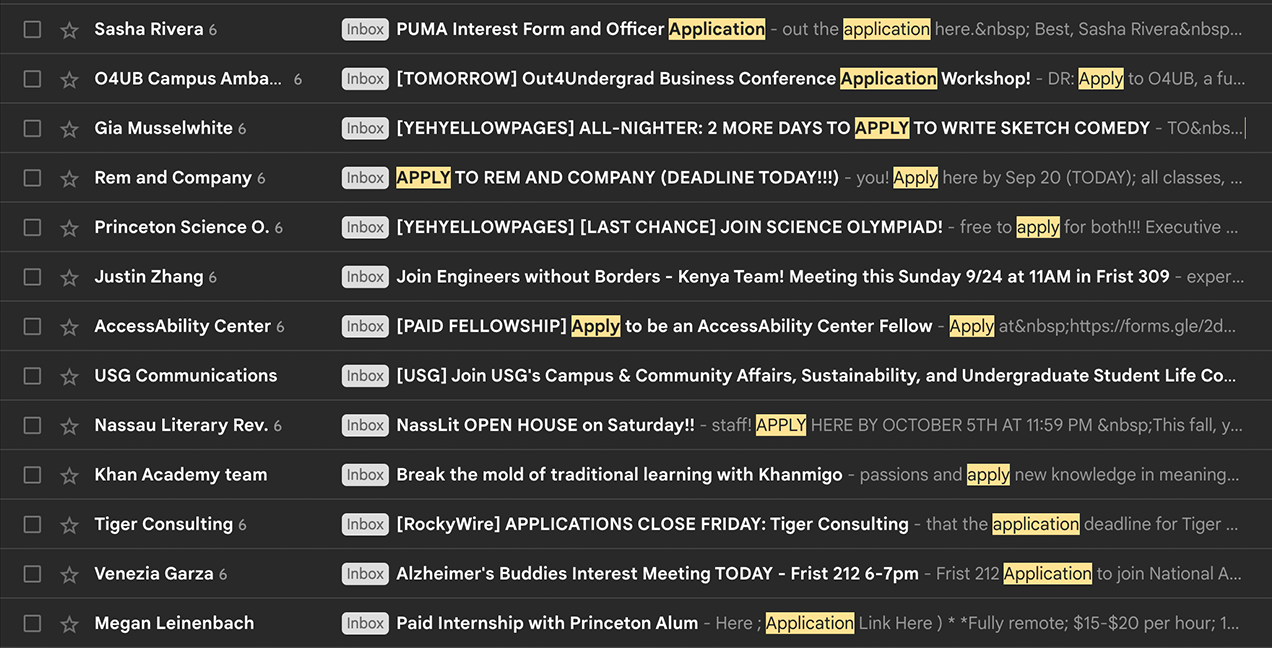 Sasha Rivera 6 Inbox PUMA Interest Form and Officer Application - out the application here.&nbsp; Best, Sasha Rivera&nbsp...
O4UB Campus Amba... 6 Inbox [TOMORROW] Out4Undergrad Business Conference Application Workshop! - DR: Apply to O4UB, a fu...
Gia Musselwhite 6 Inbox [YEHYELLOWPAGES] ALL-NIGHTER: 2 MORE DAYS TO APPLY TO WRITE SKETCH COMEDY - TO&nbs...
Rem and Company 6 Inbox APPLY TO REM AND COMPANY (DEADLINE TODAY!!!) - you! Apply here by Sep 20 (TODAY); all classes, ...
Princeton Science O. 6 Inbox [YEHYELLOWPAGES] [LAST CHANCE] JOIN SCIENCE OLYMPIAD! - free to apply for both!!! Executive ...
Justin Zhang 6 Inbox Join Engineers without Borders - Kenya Team! Meeting this Sunday 9/24 at 11AM in Frist 309 - exper...
AccessAbility Center 6 Inbox [PAID FELLOWSHIP] Apply to be an AccessAbility Center Fellow - Apply at&nbsp;https://forms.gle/2d...
USG Communications Inbox [USG] Join USG's Campus & Community Affairs, Sustainability, and Undergraduate Student Life Co...
Nassau Literary Rev. 6 Inbox NassLit OPEN HOUSE on Saturday!! - staff! APPLY HERE BY OCTOBER 5TH AT 11:59 PM &nbsp;This fall, y...
Khan Academy team Inbox Break the mold of traditional learning with Khanmigo - passions and apply new knowledge in meaning...
Tiger Consulting 6 Inbox [RockyWire] APPLICATIONS CLOSE FRIDAY: Tiger Consulting - that the application deadline for Tiger ...
Venezia Garza 6 Inbox Alzheimer's Buddies Interest Meeting TODAY - Frist 212 6-7pm - Frist 212 Application to join National A...
Megan Leinenbach Inbox Paid Internship with Princeton Alum - Here ; Application Link Here ) * *Fully remote; $15-$20 per hour; 1...